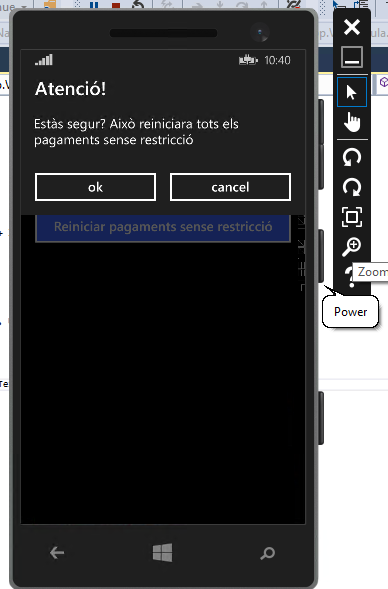 10:40
Atenció!
Estàs segur? Això reiniciara tots els
pagaments sense restricció
ok
cancel
Reiniciar pagaments sense restricció
Zoom
Power